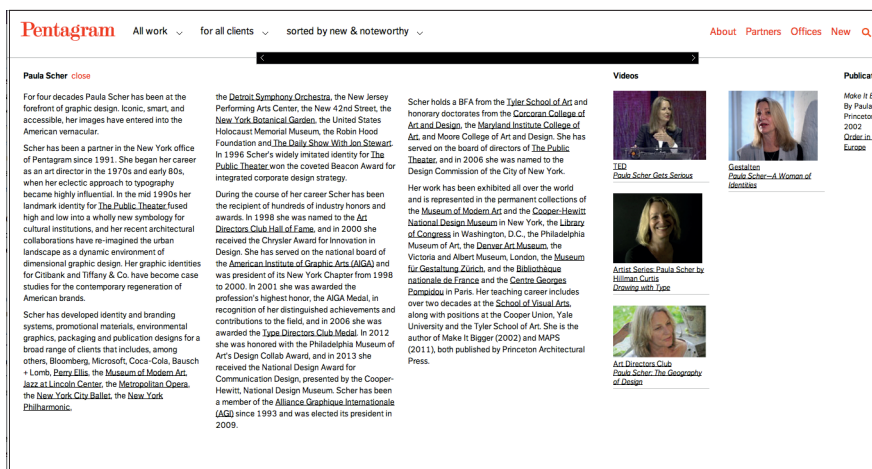 Pentagram
All work
for all clients
sorted by new & noteworthy
About Partners Offices New
Paula Scher close
For four decades Paula Scher has been at the
forefront of graphic design. Iconic, smart, and
accessible, her images have entered into the
American vernacular.
Scher has been a partner in the New York office
of Pentagram since 1991. She began her career
as an art director in the 1970s and early 80s,
when her eclectic approach to typography
became highly influential. In the mid 1990s her
landmark identity for The Public Theater fused
high and low into a wholly new symbology for
cultural institutions, and her recent architectural
collaborations have re-imagined the urban
landscape as a dynamic environment of
dimensional graphic design. Her graphic identities
for Citibank and Tiffany & Co. have become case
studies for the contemporary regeneration of
American brands.
Scher has developed identity and branding
systems, promotional materials, environmental
graphics, packaging and publication designs for a
broad range of clients that includes, among
others, Bloomberg, Microsoft, Coca-Cola, Bausch
+ Lomb, Perry Ellis, the Museum of Modern Art,
Jazz at Lincoln Center, the Metropolitan Opera,
the New York City Ballet, the New York
Philharmonic,
the Detroit Symphony Orchestra, the New Jersey
Performing Arts Center, the New 42nd Street, the
New York Botanical Garden, the United States
Holocaust Memorial Museum, the Robin Hood
Foundation and The Daily Show With Jon Stewart.
In 1996 Scher's widely imitated identity for The
Public Theater won the coveted Beacon Award for
integrated corporate design strategy.
During the course of her career Scher has been
the recipient of hundreds of industry honors and
awards. In 1998 she was named to the Art
Directors Club Hall of Fame, and in 2000 she
received the Chrysler Award for Innovation in
Design. She has served on the national board of
the American Institute of Graphic Arts (AIGA) and
was president of its New York Chapter from 1998
to 2000. In 2001 she was awarded the
profession's highest honor, the AIGA Medal, in
recognition of her distinguished achievements and
contributions to the field, and in 2006 she was
awarded the Type Directors Club Medal. In 2012
she was honored with the Philadelphia Museum of
Art's Design Collab Award, and in 2013 she
received the National Design Award for
Communication Design, presented by the Cooper-
Hewitt, National Design Museum. Scher has been
a member of the Alliance Graphique Internationale
(AGI) since 1993 and was elected its president in
2009.
Scher holds a BFA from the Tyler School of Art and
honorary doctorates from the Corcoran College of
Art and Design, the Maryland Institute College of
Art, and Moore College of Art and Design. She has
served on the board of directors of The Public
Theater, and in 2006 she was named to the
Design Commission of the City of New York.
Her work has been exhibited all over the world
and is represented in the permanent collections of
the Museum of Modern Art and the Cooper-Hewitt
National Design Museum in New York, the Library
of Congress in Washington, D.C., the Philadelphia
Museum of Art, the Denver Art Museum, the
Victoria and Albert Museum, London, the Museum
für Gestaltung Zürich, and the Bibliothèque
nationale de France and the Centre Georges
Pompidou in Paris. Her teaching career includes
over two decades at the School of Visual Arts,
along with positions at the Cooper Union, Yale
University and the Tyler School of Art. She is the
author of Make It Bigger (2002) and MAPS
(2011), both published by Princeton Architectural
Press.
Videos
TED
Paula Scher Gets Serious
Gestalten
Paula Scher—A Woman of
Identities
Artist Series: Paula Scher by
Hillman Curtis
Drawing with Type
Art Directors Club
Paula Scher: The Geography
of Design
Publicat
Make It B
By Paula
Princeton
2002
Order in
Europe